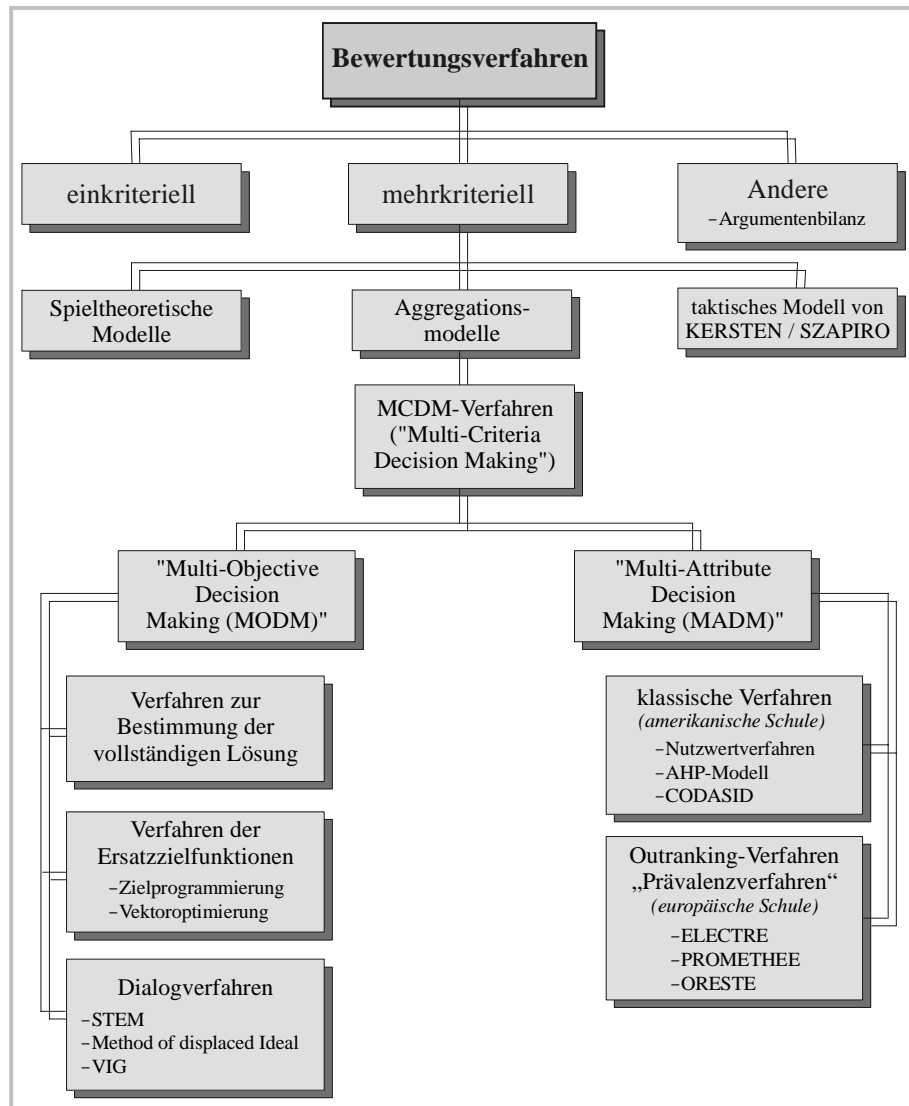 Bewertungsverfahren
einkriteriell
mehrkriteriell
Andere
-Argumentenbilanz
Spieltheoretische
Modelle
Aggregations-
modelle
taktisches Modell von
KERSTEN / SZAPIRO
MCDM-Verfahren
("Multi-Criteria
Decision Making")
"Multi-Objective
Decision
Making (MODM)"
"Multi-Attribute
Decision
Making (MADM)"
Verfahren zur
Bestimmung der
vollständigen Lösung
Verfahren der
Ersatzzielfunktionen
-Zielprogrammierung
-Vektoroptimierung
Dialogverfahren
-STEM
-Method of displaced Ideal
-VIG
klassische Verfahren
(amerikanische Schule)
-Nutzwertverfahren
-AHP-Modell
-CODASID
Outranking-Verfahren
„Prävalenzverfahren“
(europäische Schule)
-ELECTRE
-PROMETHEE
-ORESTE